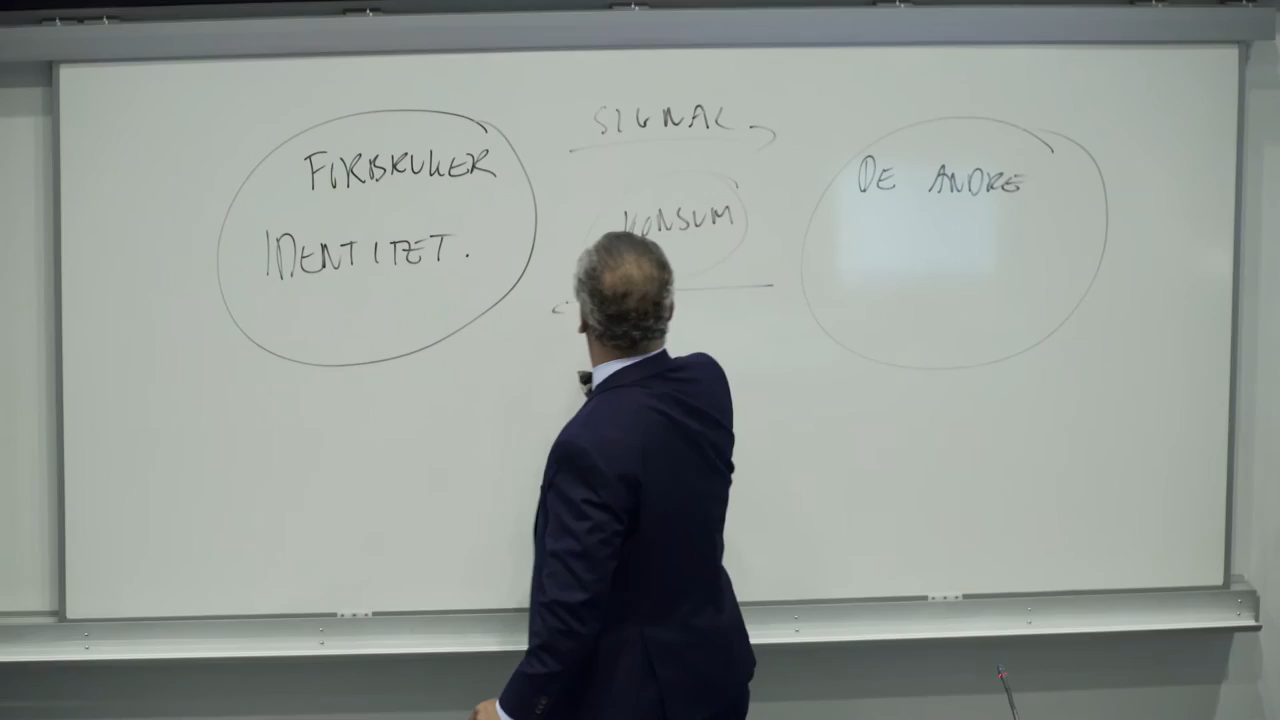 FORBRUKER
IDENTITET.
SIGNAL
KONSUM
DE ANDRE